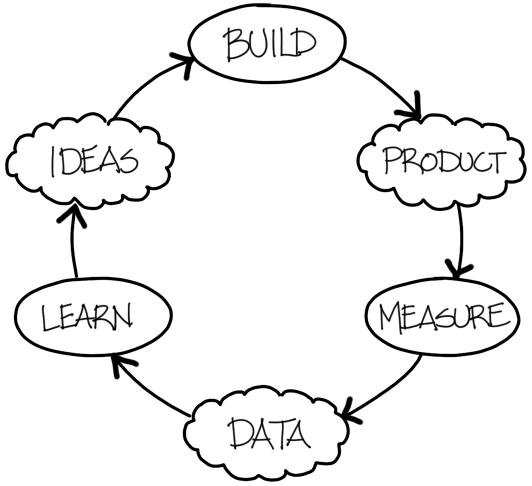 BUILD
PRODUCT
MEASURE
DATA
LEARN
IDEAS